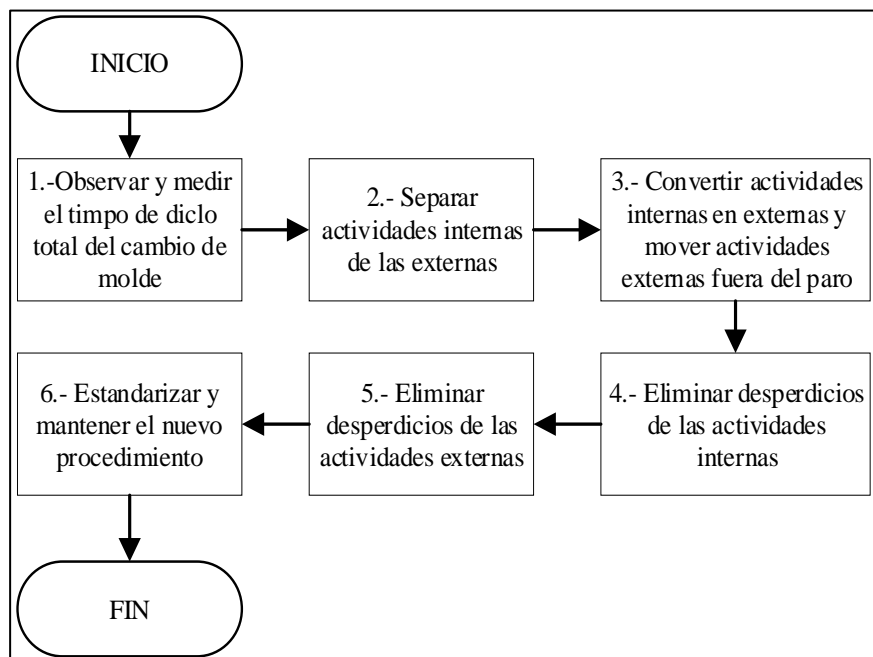 INICIO
1.-Observar y medir
el timpo de diclo
total del cambio de
molde
2.- Separar
actividades internas
de las externas
3.- Convertir actividades
internas en externas y
mover actividades
externas fuera del paro
4.- Eliminar desperdicios
de las actividades
internas
5.- Eliminar
desperdicios de las
actividades externas
6.- Estandarizar y
mantener el nuevo
procedimiento
FIN